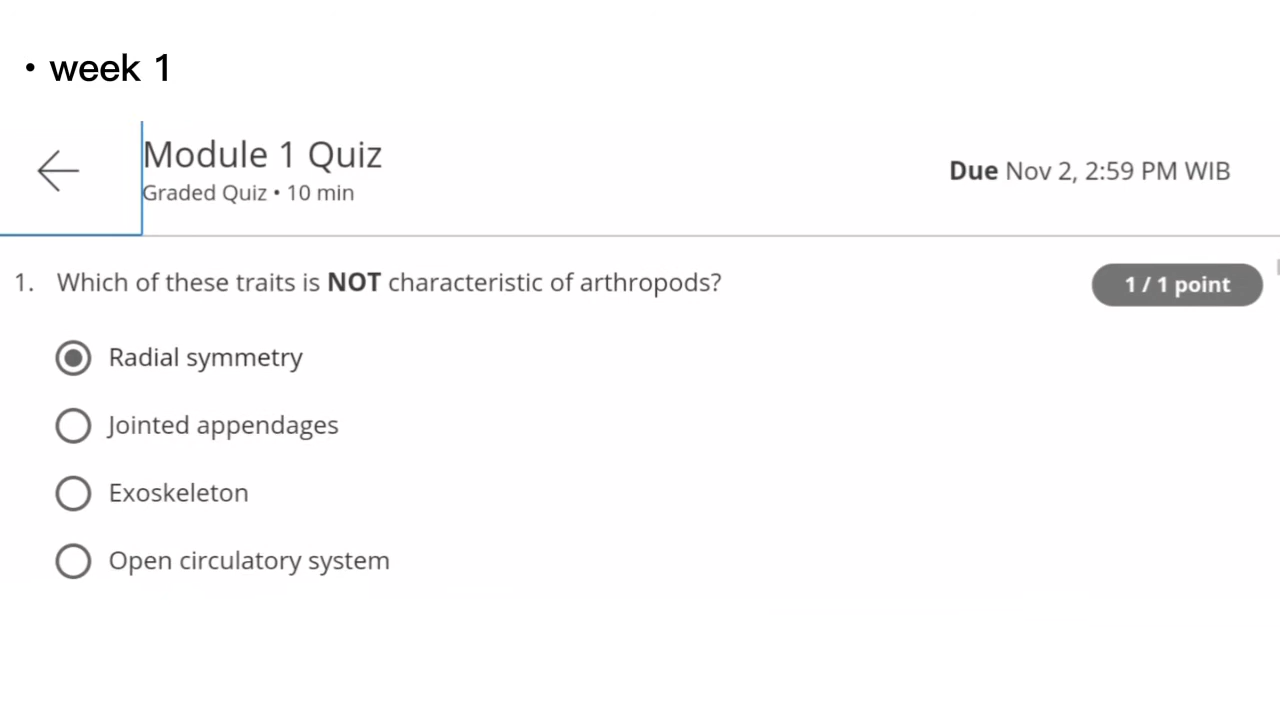 • week 1
Module 1 Quiz
Graded Quiz • 10 min
Due Nov 2, 2:59 PM WIB
1. Which of these traits is NOT characteristic of arthropods?
1 / 1 point
Radial symmetry
Jointed appendages
Exoskeleton
Open circulatory system